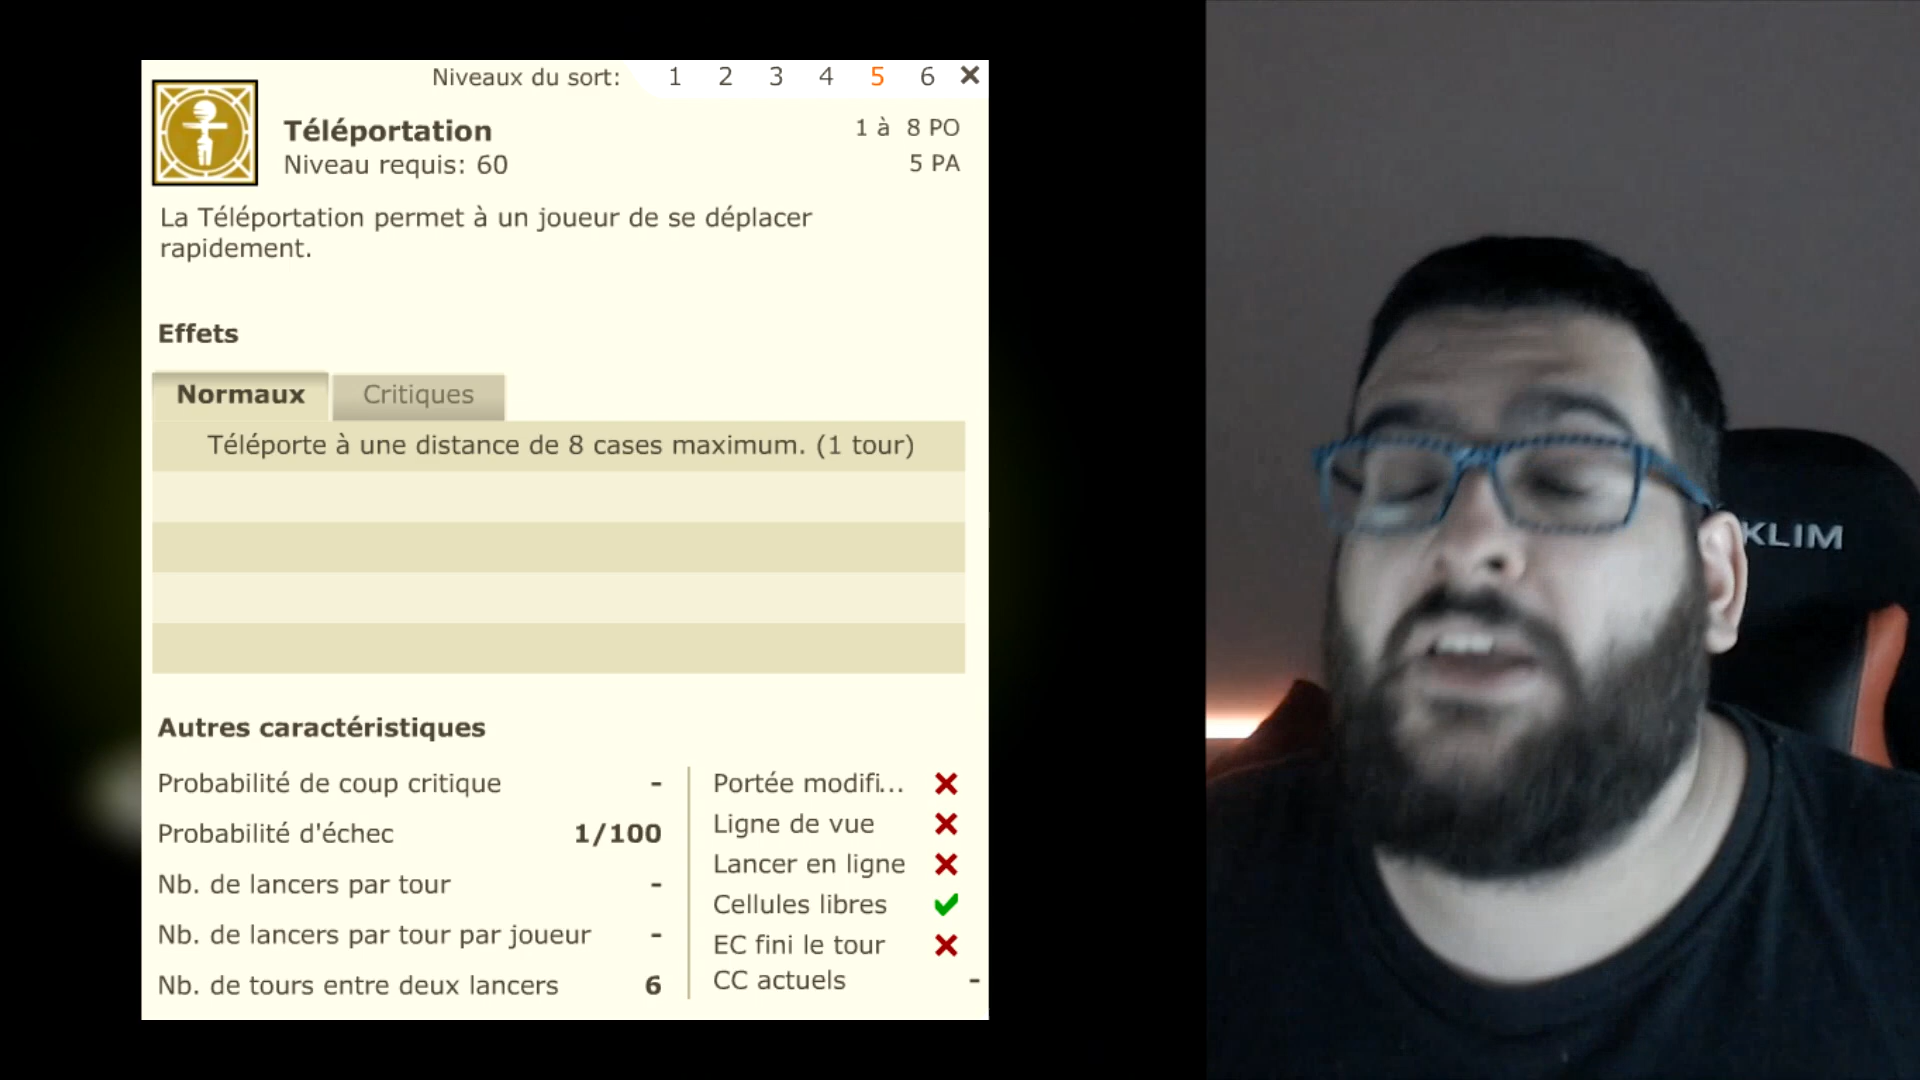 Niveaux du sort: 1 2 3 4 5 6 ✕
Téléportation
1 à 8 PO
Niveau requis: 60
5 PA
La Téléportation permet à un joueur de se déplacer
rapidement.
Effets
Normaux Critiques
Téléporte à une distance de 8 cases maximum. (1 tour)
Autres caractéristiques
Probabilité de coup critique -
Probabilité d'échec 1/100
Nb. de lancers par tour -
Nb. de lancers par tour par joueur -
Nb. de tours entre deux lancers 6
Portée modifi...
Ligne de vue
Lancer en ligne
Cellules libres
EC fini le tour
CC actuels -
KLIM